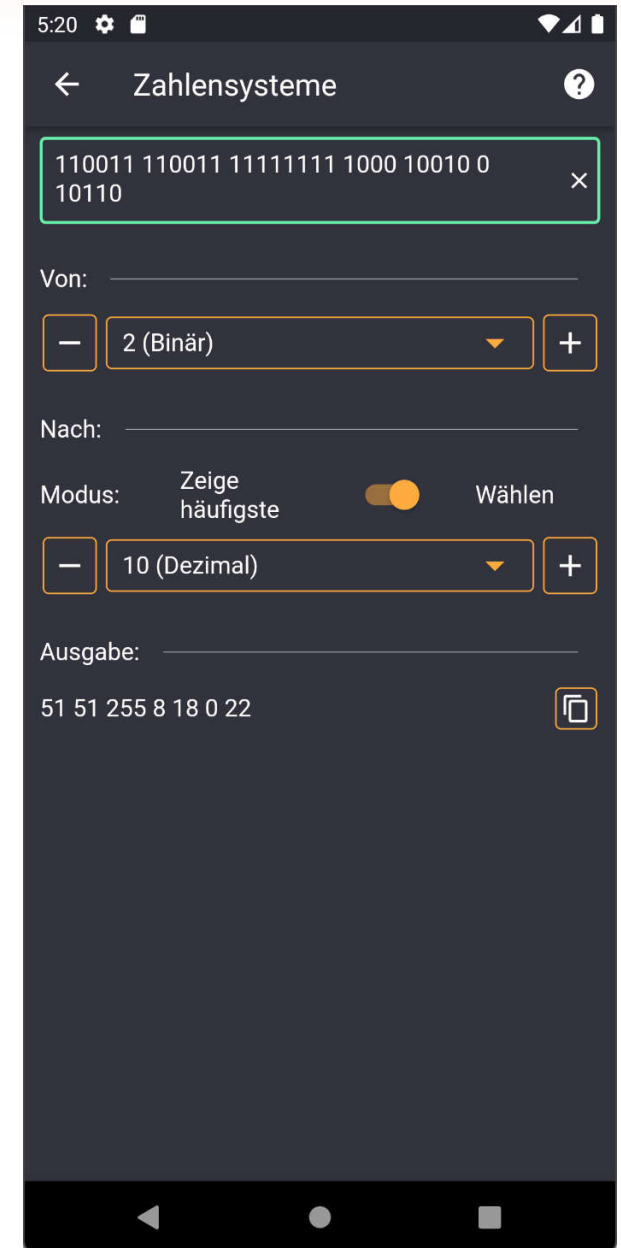 5:20
Zahlensysteme
110011 110011 11111111 1000 10010 0
10110
Von:
2 (Binär)
Nach:
Modus:
Zeige
häufigste
Wählen
10 (Dezimal)
Ausgabe:
51 51 255 8 18 0 22